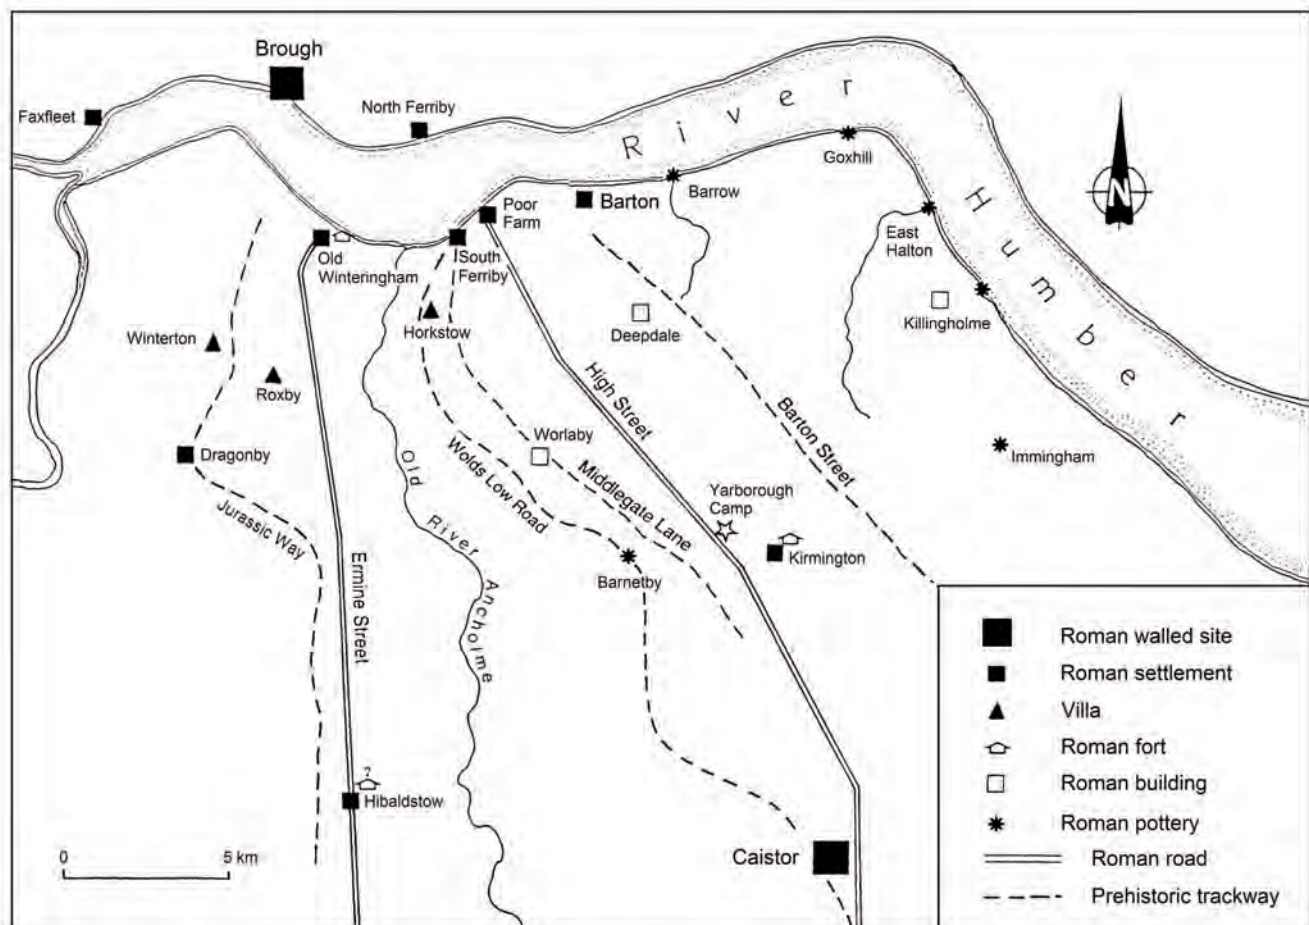 Brough
Faxfleet
North Ferriby
River
Humber
Goxhill
Barrow
Barton
Poor
Farm
N
East
Halton
Old
Winteringham
South
Ferriby
Killingholme
Deepdale
Horkstow
Winterton
Roxby
High Street
Barton Street
Dragonby
Worlaby
Immingham
Old
River
Ancholme
Wolds Low Road
Middlegate Lane
Yarborough
Camp
Jurassic Way
Kirmington
Barnetby
Ermine Street
?
Hibaldstow
Caistor
0 5 km
Roman walled site
Roman settlement
Villa
Roman fort
Roman building
Roman pottery
Roman road
Prehistoric trackway